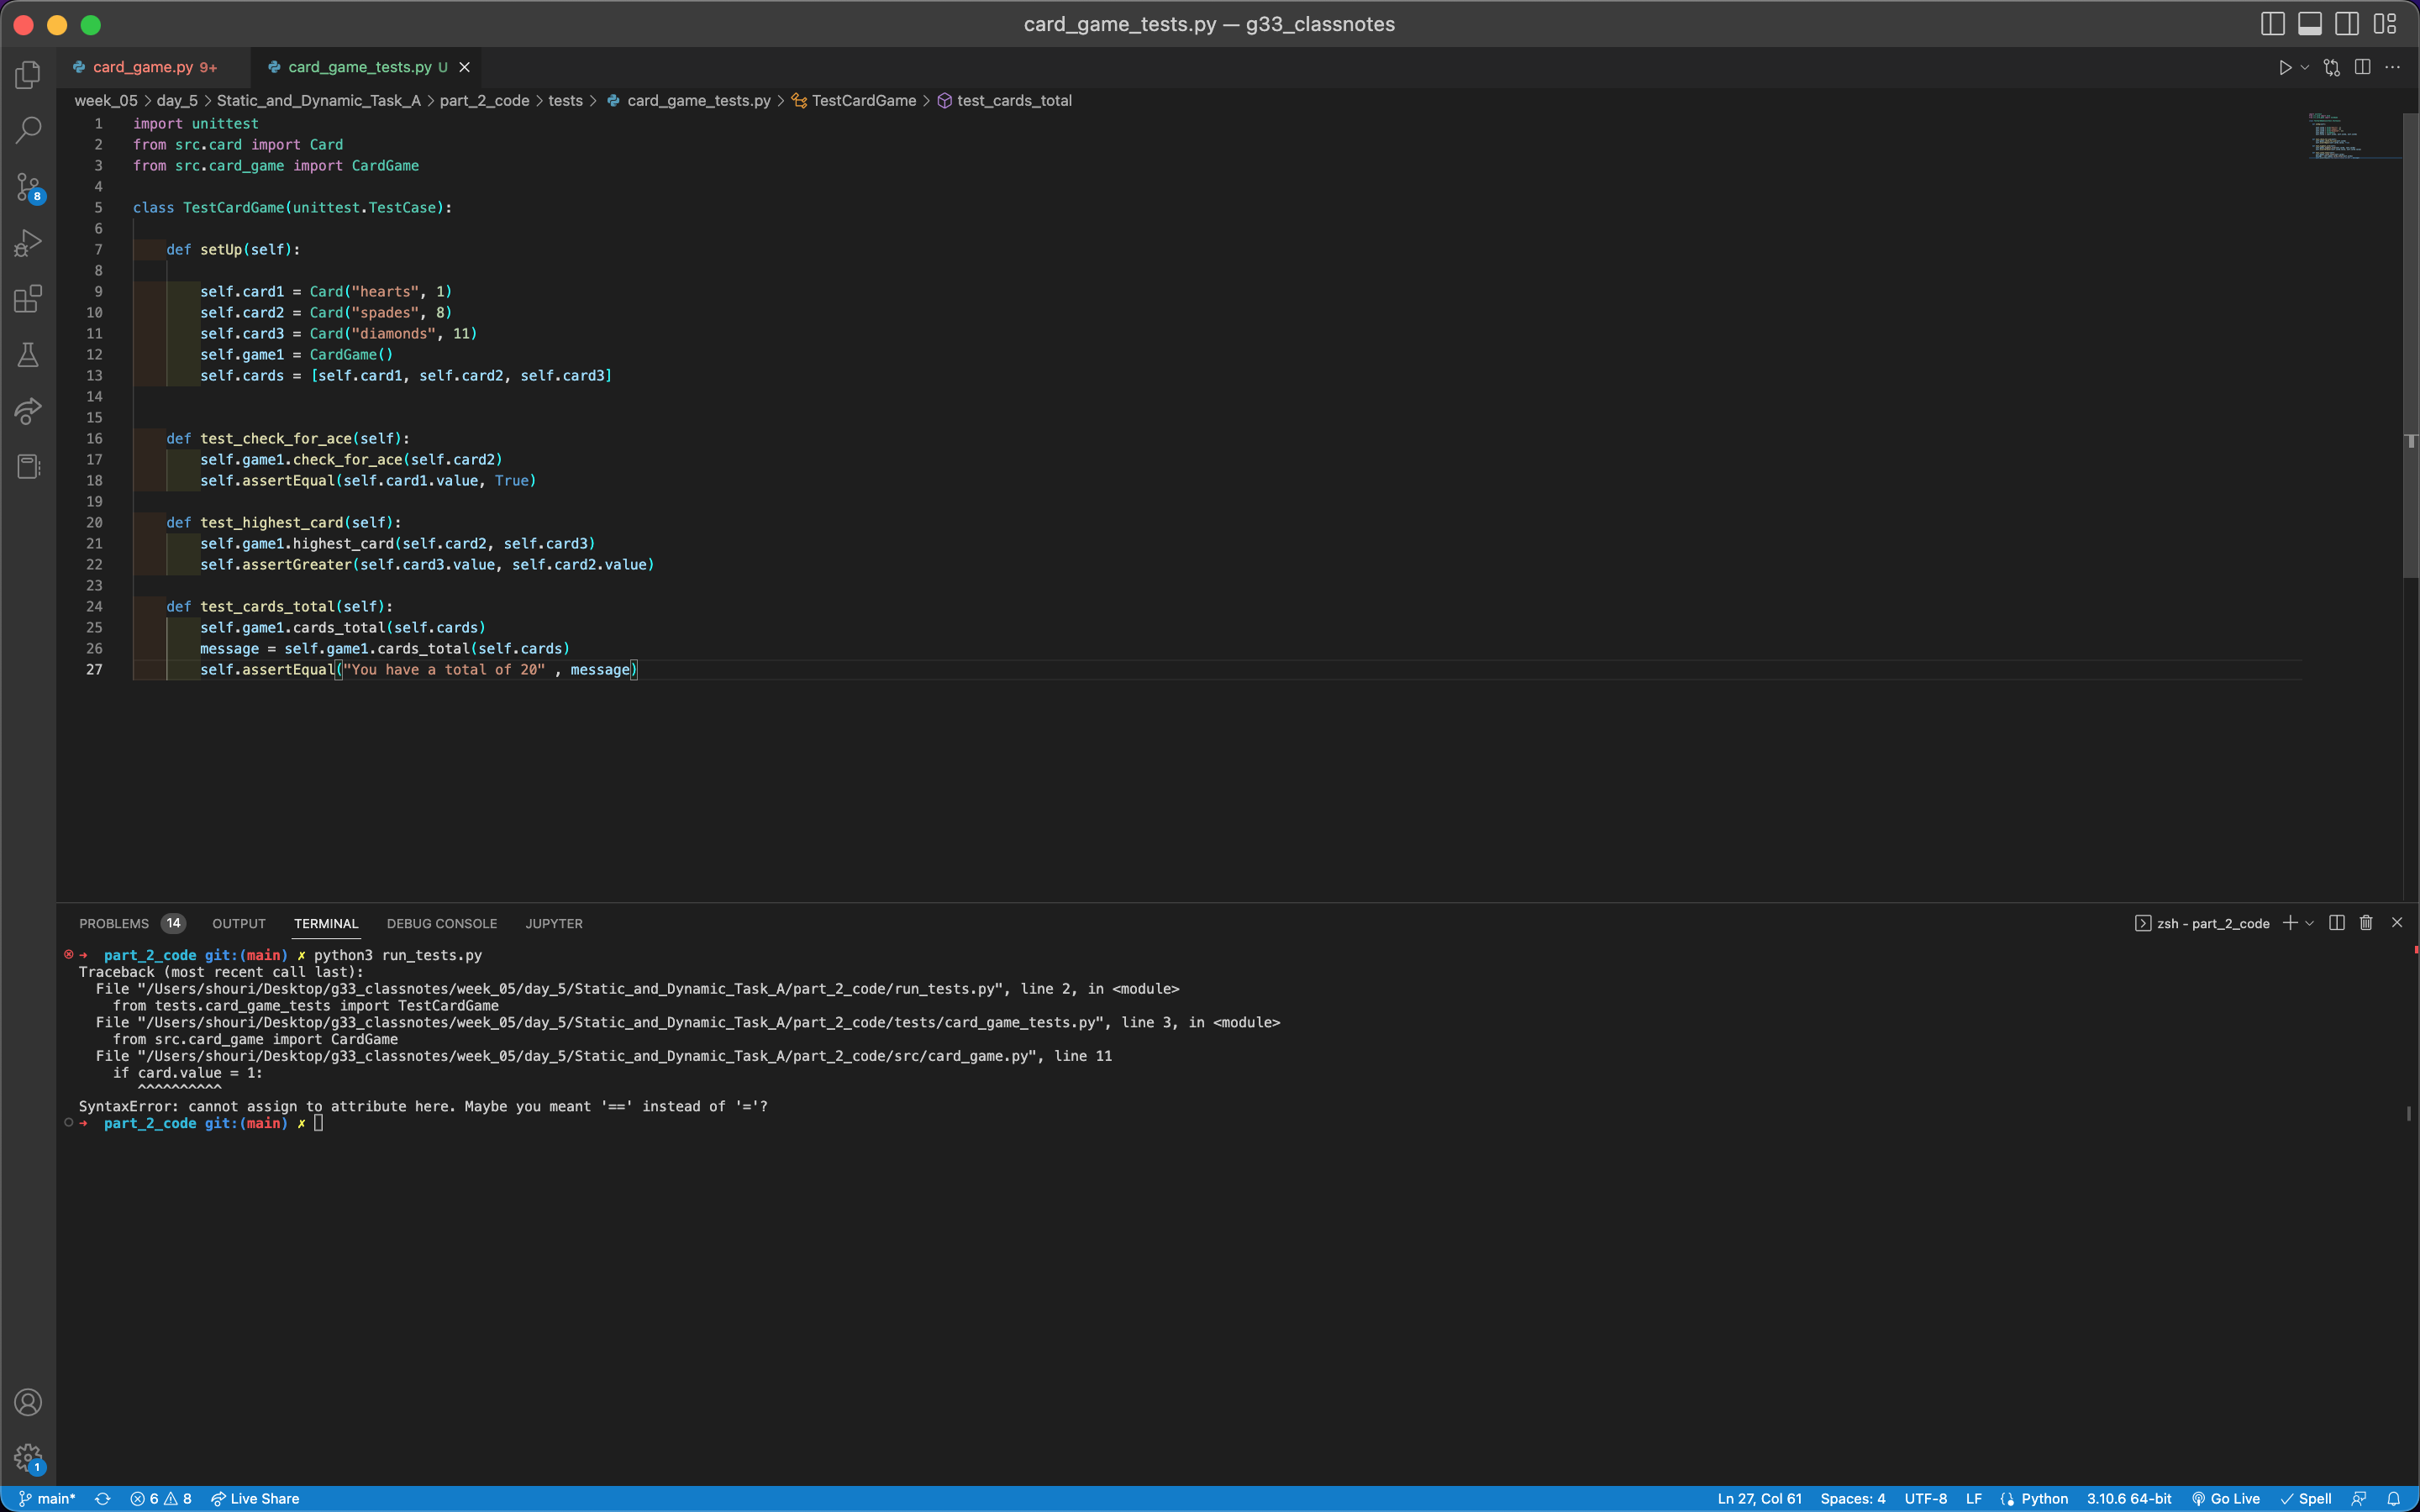 card_game_tests.py — g33_classnotes
card_game.py 9+
card_game_tests.py U
week_05 > day_5 > Static_and_Dynamic_Task_A > part_2_code > tests > card_game_tests.py > TestCardGame > test_cards_total
1 import unittest
2 from src.card import Card
3 from src.card_game import CardGame
4
5 class TestCardGame(unittest.TestCase):
6
7 def setUp(self):
8
9 self.card1 = Card("hearts", 1)
10 self.card2 = Card("spades", 8)
11 self.card3 = Card("diamonds", 11)
12 self.game1 = CardGame()
13 self.cards = [self.card1, self.card2, self.card3]
14
15
16 def test_check_for_ace(self):
17 self.game1.check_for_ace(self.card2)
18 self.assertEqual(self.card1.value, True)
19
20 def test_highest_card(self):
21 self.game1.highest_card(self.card2, self.card3)
22 self.assertGreater(self.card3.value, self.card2.value)
23
24 def test_cards_total(self):
25 self.game1.cards_total(self.cards)
26 message = self.game1.cards_total(self.cards)
27 self.assertEqual("You have a total of 20" , message)
8
PROBLEMS 14 OUTPUT TERMINAL DEBUG CONSOLE JUPYTER
zsh - part_2_code
➜ part_2_code git:(main) ✗ python3 run_tests.py
Traceback (most recent call last):
File "/Users/shouri/Desktop/g33_classnotes/week_05/day_5/Static_and_Dynamic_Task_A/part_2_code/run_tests.py", line 2, in <module>
from tests.card_game_tests import TestCardGame
File "/Users/shouri/Desktop/g33_classnotes/week_05/day_5/Static_and_Dynamic_Task_A/part_2_code/tests/card_game_tests.py", line 3, in <module>
from src.card_game import CardGame
File "/Users/shouri/Desktop/g33_classnotes/week_05/day_5/Static_and_Dynamic_Task_A/part_2_code/src/card_game.py", line 11
if card.value = 1:
^^^^^^^^^^
SyntaxError: cannot assign to attribute here. Maybe you meant '==' instead of '='?
➜ part_2_code git:(main) ✗
1
main* 6 8 Live Share
Ln 27, Col 61 Spaces: 4 UTF-8 LF Python 3.10.6 64-bit Go Live Spell